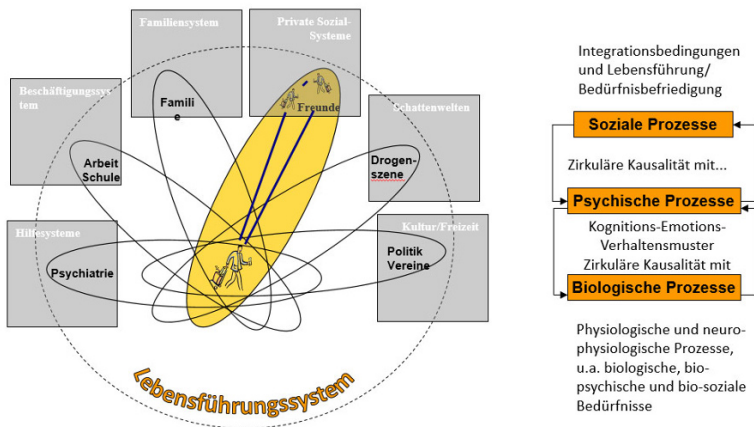 Familiensystem
Private Sozial-
Systeme
Beschäftigungssys
tem
Famili
e
Freunde
Schattenwelten
Arbeit
Schule
Drogen-
szene
Hilfesysteme
Kultur/Freizeit
Psychiatrie
Politik
Vereine
Lebensführungssystem
Integrationsbedingungen
und Lebensführung/
Bedürfnisbefriedigung
Soziale Prozesse
Zirkuläre Kausalität mit...
Psychische Prozesse
Kognitions-Emotions-
Verhaltensmuster
Zirkuläre Kausalität mit
Biologische Prozesse
Physiologische und neuro-
physiologische Prozesse,
u.a. biologische, bio-
psychische und bio-soziale
Bedürfnisse